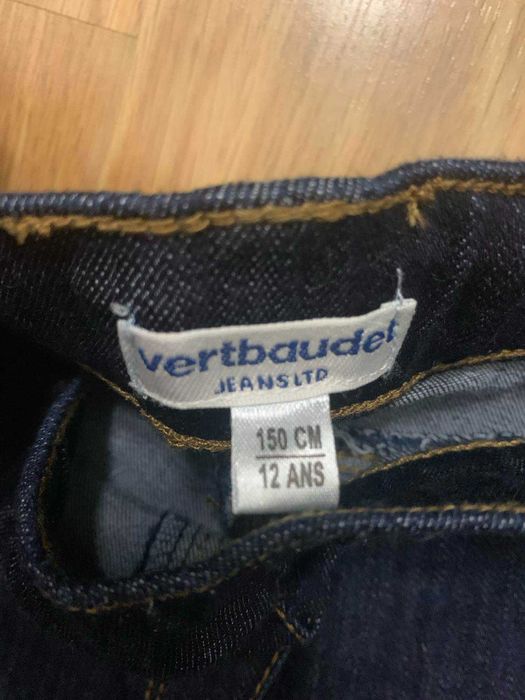 vertbaudet
JEANS LTD
150 CM
12 ANS